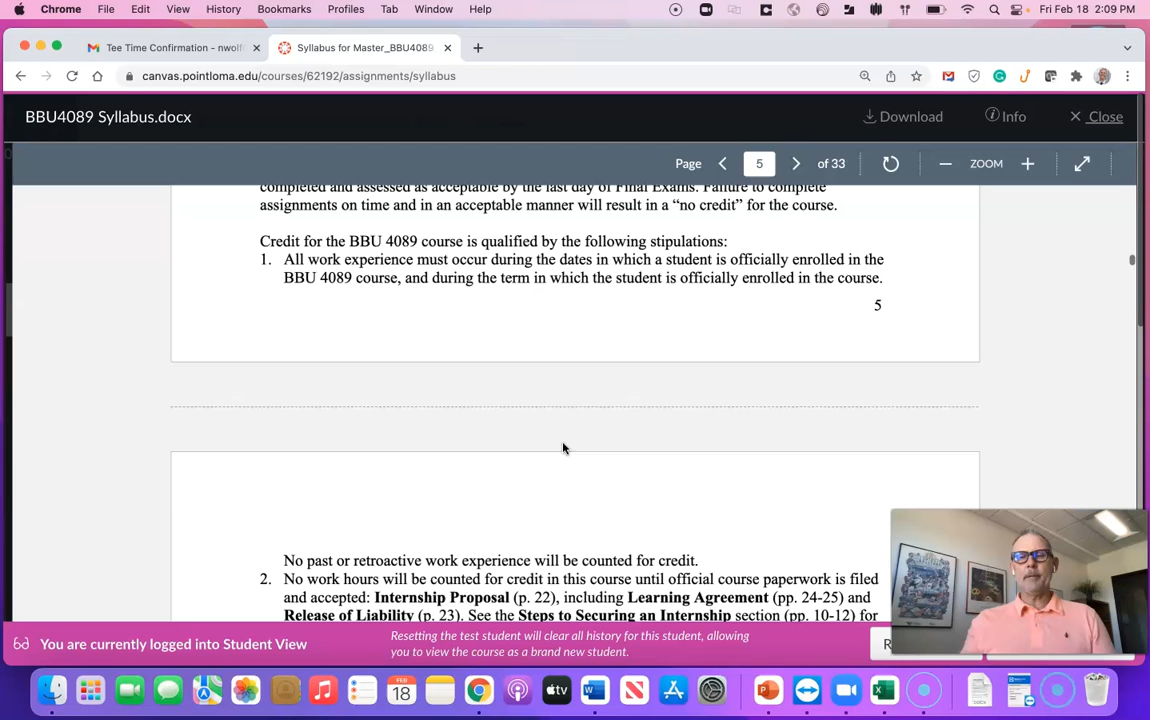 Chrome File Edit View History Bookmarks Profiles Tab Window Help Fri Feb 18 2:09 PM
Tee Time Confirmation - nwolf
Syllabus for Master_BBU4089
canvas.pointloma.edu/courses/62192/assignments/syllabus
BBU4089 Syllabus.docx Download Info Close
Page 5 of 33 ZOOM
completed and assessed as acceptable by the last day of Final Exams. Failure to complete
assignments on time and in an acceptable manner will result in a “no credit” for the course.
Credit for the BBU 4089 course is qualified by the following stipulations:
1. All work experience must occur during the dates in which a student is officially enrolled in the
BBU 4089 course, and during the term in which the student is officially enrolled in the course.
5
No past or retroactive work experience will be counted for credit.
2. No work hours will be counted for credit in this course until official course paperwork is filed
and accepted: Internship Proposal (p. 22), including Learning Agreement (pp. 24-25) and
Release of Liability (p. 23). See the Steps to Securing an Internship section (pp. 10-12) for
You are currently logged into Student View
Resetting the test student will clear all history for this student, allowing
you to view the course as a brand new student.
R
FEB
18